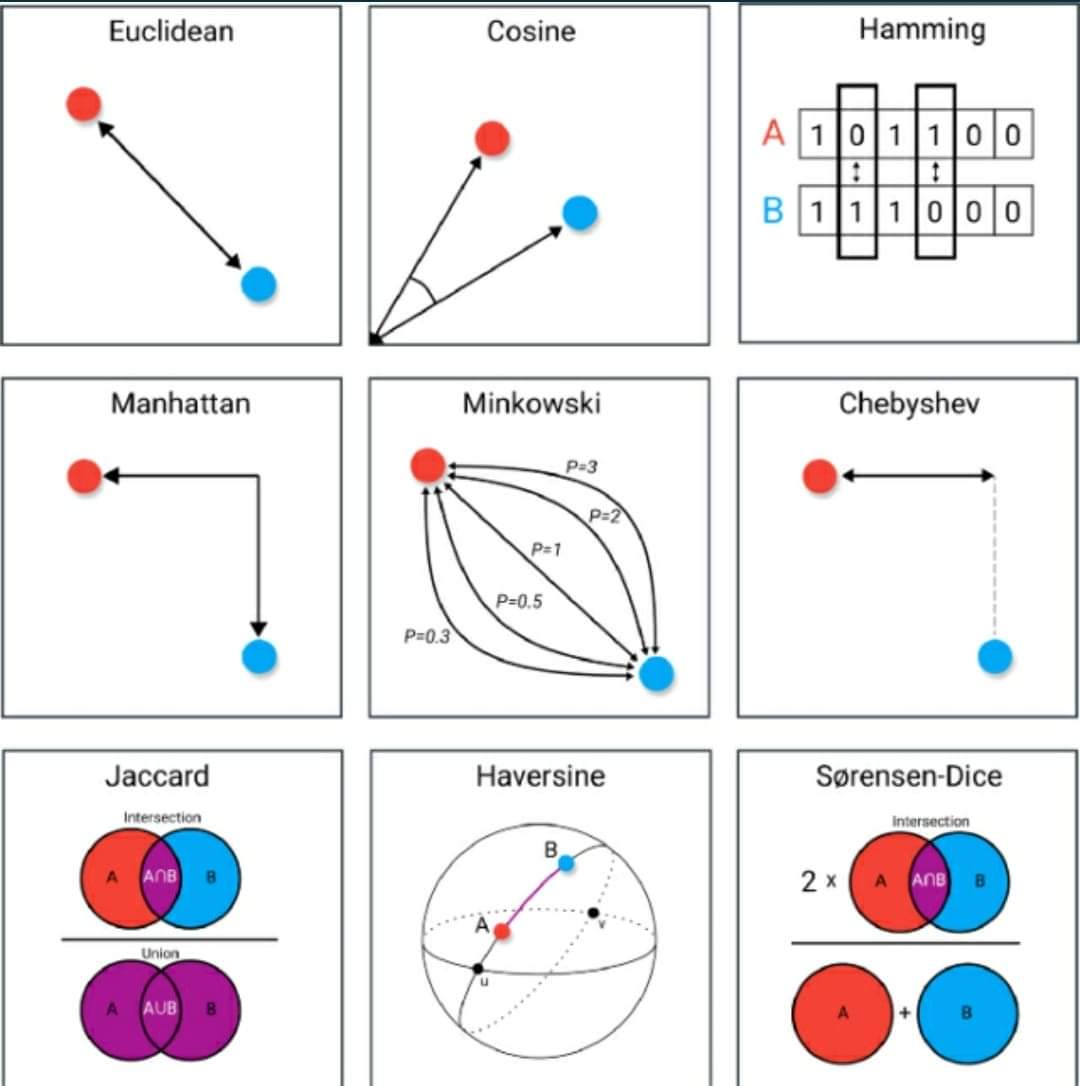 Euclidean
Cosine
Hamming
A 1 0 1 1 0 0
B 1 1 1 0 0 0
Manhattan
Minkowski
P=3
P=2
P=1
P=0.5
P=0.3
Chebyshev
Jaccard
Intersection
A A∩B B
Union
A A∪B B
Haversine
B
A
v
u
Sørensen-Dice
Intersection
2 x A A∩B B
A + B